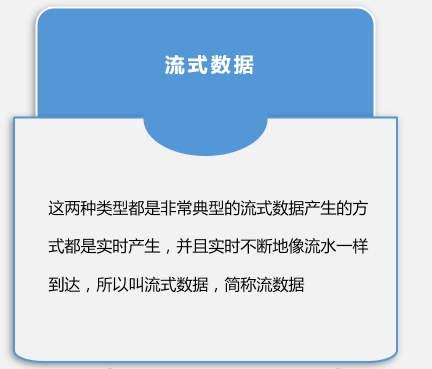 流式数据
这两种类型都是非常典型的流式数据产生的方
式都是实时产生，并且实时不断地像流水一样
到达，所以叫流式数据，简称流数据